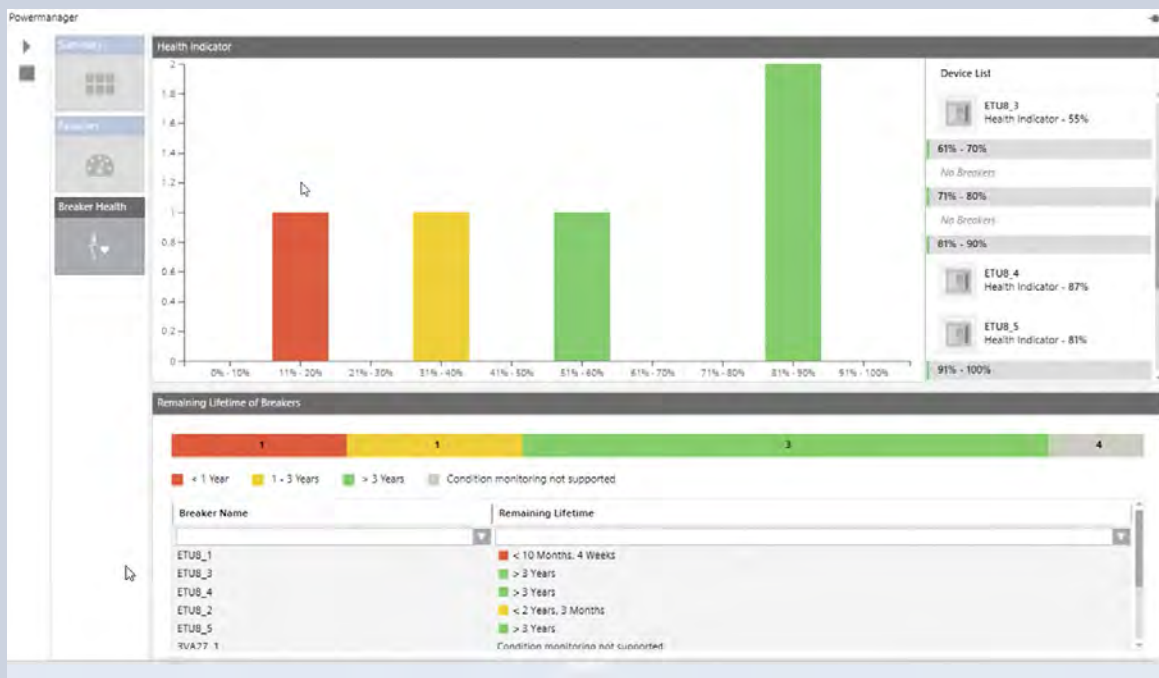 Powermanager
Summary
Breaker Health
Health Indicator
2
1.8
1.6
1.4
1.2
1
0.8
0.6
0.4
0.2
0
0% - 10%
11% - 20%
21% - 30%
31% - 40%
41% - 50%
51% - 60%
61% - 70%
71% - 80%
81% - 90%
91% - 100%
Device List
ETU8_3
Health Indicator - 55%
61% - 70%
No Breakers
71% - 80%
No Breakers
81% - 90%
ETU8_4
Health Indicator - 87%
ETU8_5
Health Indicator - 81%
91% - 100%
Remaining Lifetime of Breakers
1 1 3 4
< 1 Year 1 - 3 Years > 3 Years Condition monitoring not supported
Breaker Name Remaining Lifetime
ETU8_1 < 10 Months, 4 Weeks
ETU8_3 > 3 Years
ETU8_4 > 3 Years
ETU8_2 < 2 Years, 3 Months
ETU8_5 > 3 Years
3VA27_1 Condition monitoring not supported